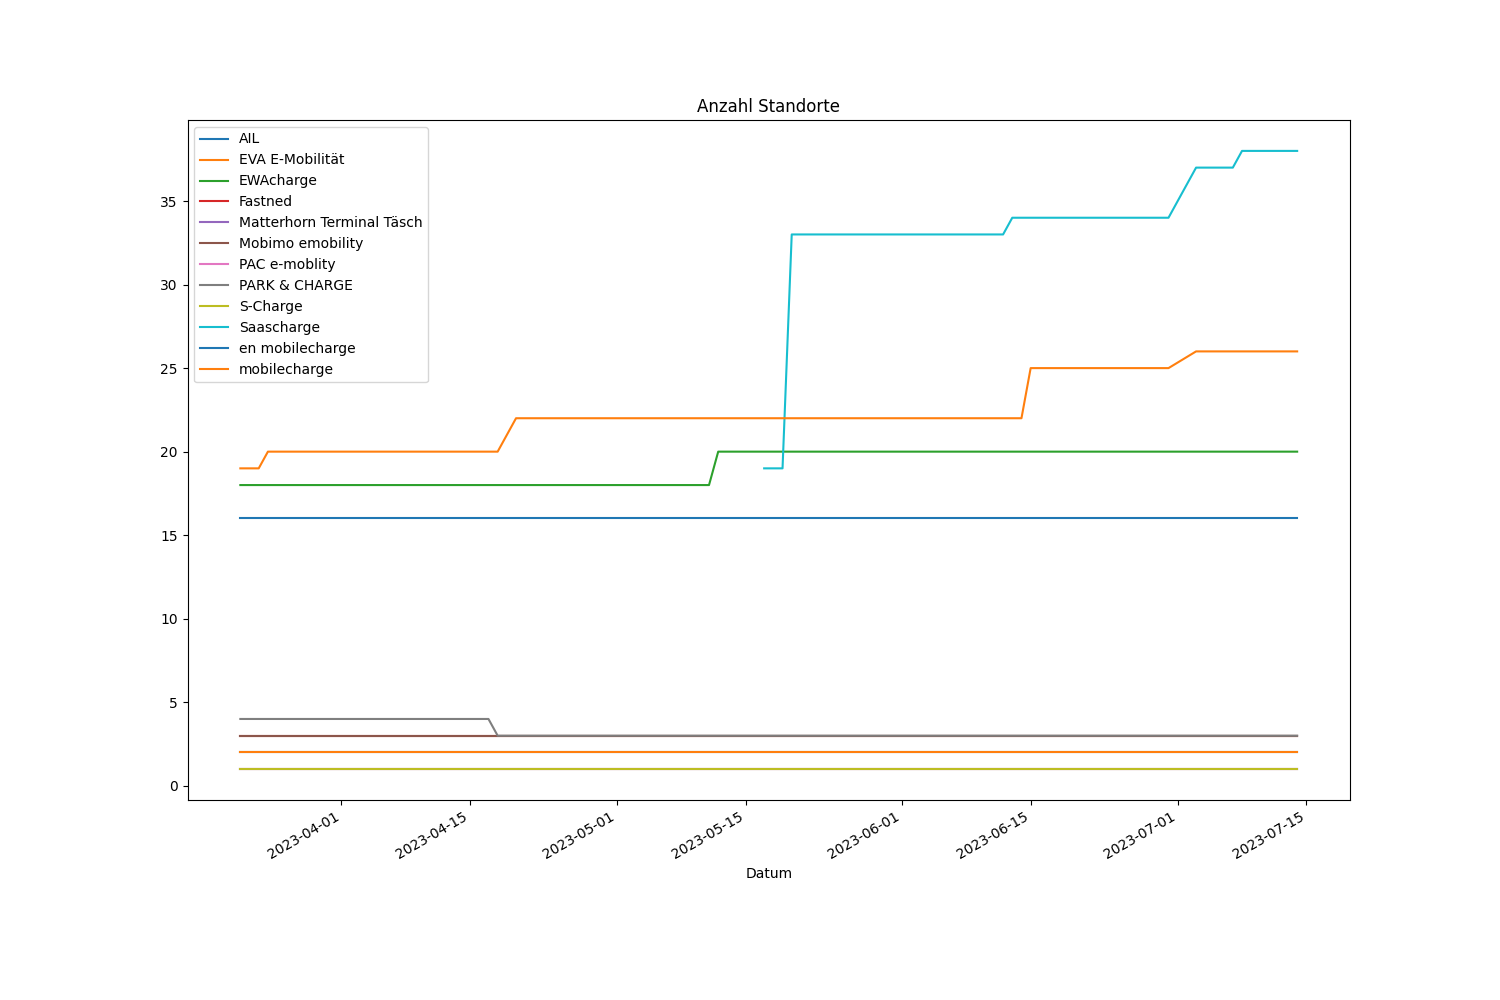 Anzahl Standorte
AIL
EVA E-Mobilität
EWAcharge
Fastned
Matterhorn Terminal Täsch
Mobimo emobility
PAC e-moblity
PARK & CHARGE
S-Charge
Saascharge
en mobilecharge
mobilecharge
35
30
25
20
15
10
5
0
2023-04-01
2023-04-15
2023-05-01
2023-05-15
2023-06-01
2023-06-15
2023-07-01
2023-07-15
Datum